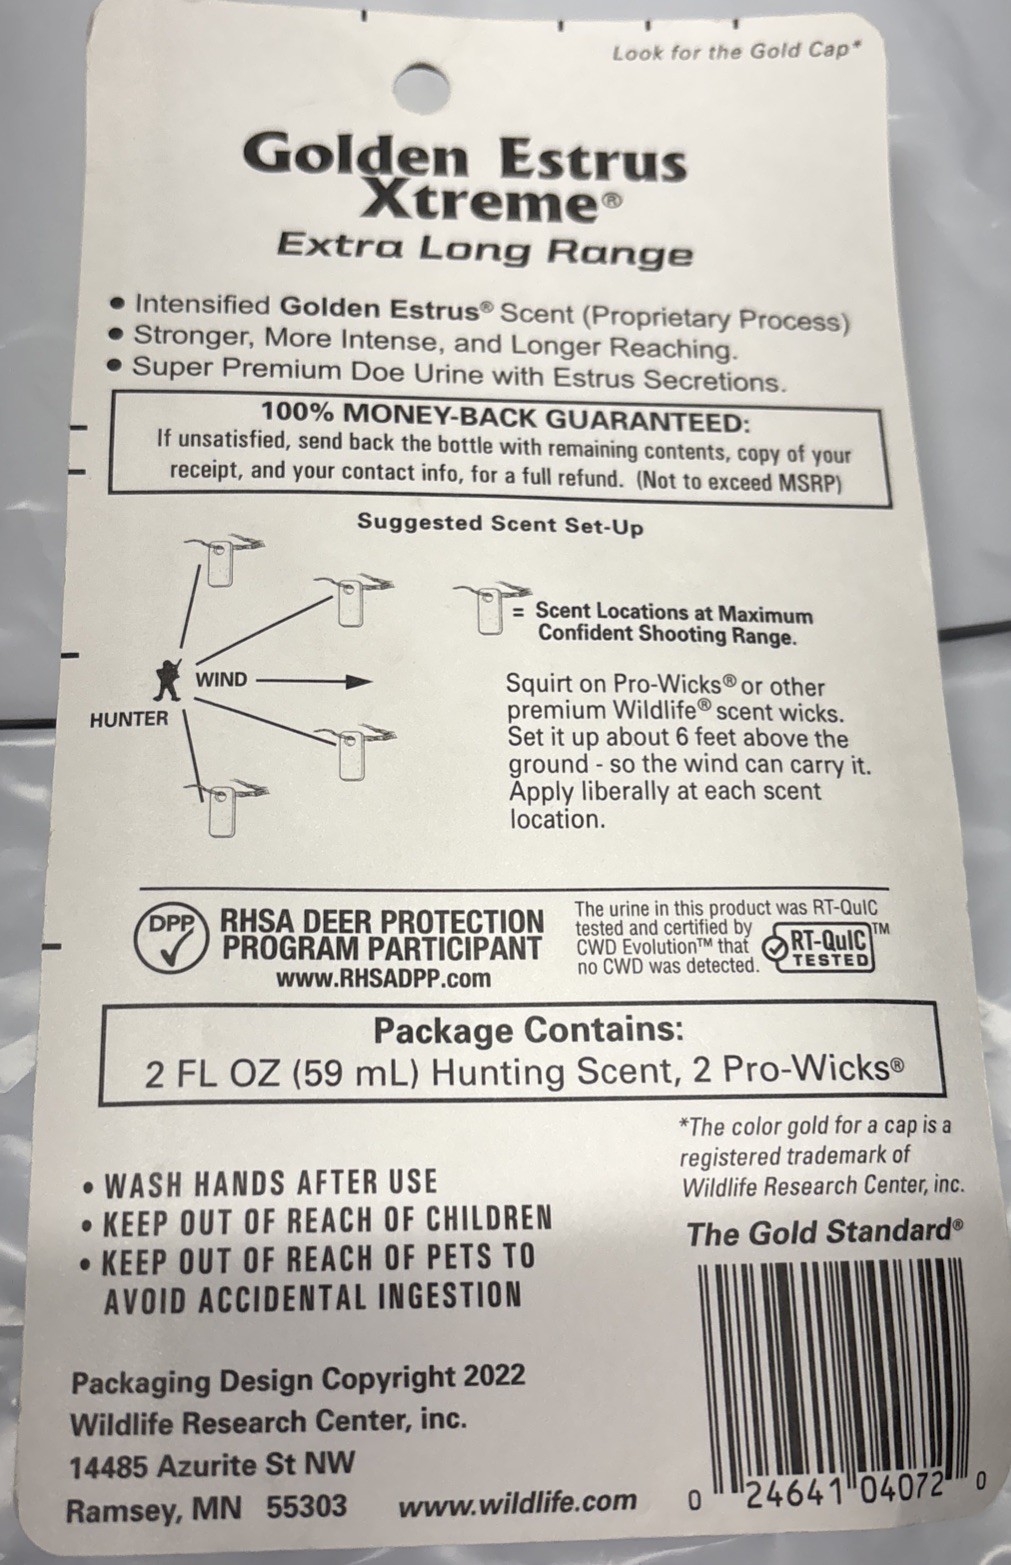 Look for the Gold Cap*
Golden Estrus
Xtreme®
Extra Long Range
• Intensified Golden Estrus® Scent (Proprietary Process)
• Stronger, More Intense, and Longer Reaching.
• Super Premium Doe Urine with Estrus Secretions.
100% MONEY-BACK GUARANTEED:
If unsatisfied, send back the bottle with remaining contents, copy of your
receipt, and your contact info, for a full refund. (Not to exceed MSRP)
Suggested Scent Set-Up
= Scent Locations at Maximum
Confident Shooting Range.
WIND
HUNTER
Squirt on Pro-Wicks® or other
premium Wildlife® scent wicks.
Set it up about 6 feet above the
ground - so the wind can carry it.
Apply liberally at each scent
location.
DPP
RHSA DEER PROTECTION
PROGRAM PARTICIPANT
www.RHSADPP.com
The urine in this product was RT-QuIC
tested and certified by
CWD Evolution™ that
no CWD was detected.
RT-QuIC™
TESTED
Package Contains:
2 FL OZ (59 mL) Hunting Scent, 2 Pro-Wicks®
*The color gold for a cap is a
registered trademark of
Wildlife Research Center, inc.
The Gold Standard®
• WASH HANDS AFTER USE
• KEEP OUT OF REACH OF CHILDREN
• KEEP OUT OF REACH OF PETS TO
AVOID ACCIDENTAL INGESTION
Packaging Design Copyright 2022
Wildlife Research Center, inc.
14485 Azurite St NW
Ramsey, MN 55303 www.wildlife.com
0 24641 04072 0